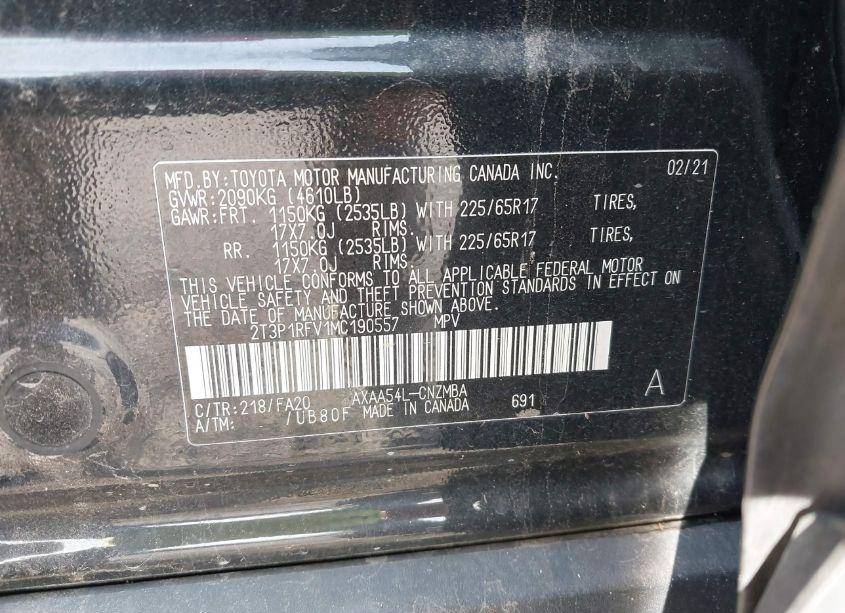 MFD.BY:TOYOTA MOTOR MANUFACTURING CANADA INC. 02/21
GVWR:2090KG (4610LB)
GAWR:FRT. 1150KG (2535LB) WITH 225/65R17 TIRES,
17X7.0J RIMS.
RR. 1150KG (2535LB) WITH 225/65R17 TIRES,
17X7.0J RIMS.
THIS VEHICLE CONFORMS TO ALL APPLICABLE FEDERAL MOTOR
VEHICLE SAFETY AND THEFT PREVENTION STANDARDS IN EFFECT ON
THE DATE OF MANUFACTURE SHOWN ABOVE.
2T3P1RFV1MC190557 MPV
A
C/TR:218/FA20 AXAA54L-CNZMBA
A/TM: /UB80F MADE IN CANADA 691